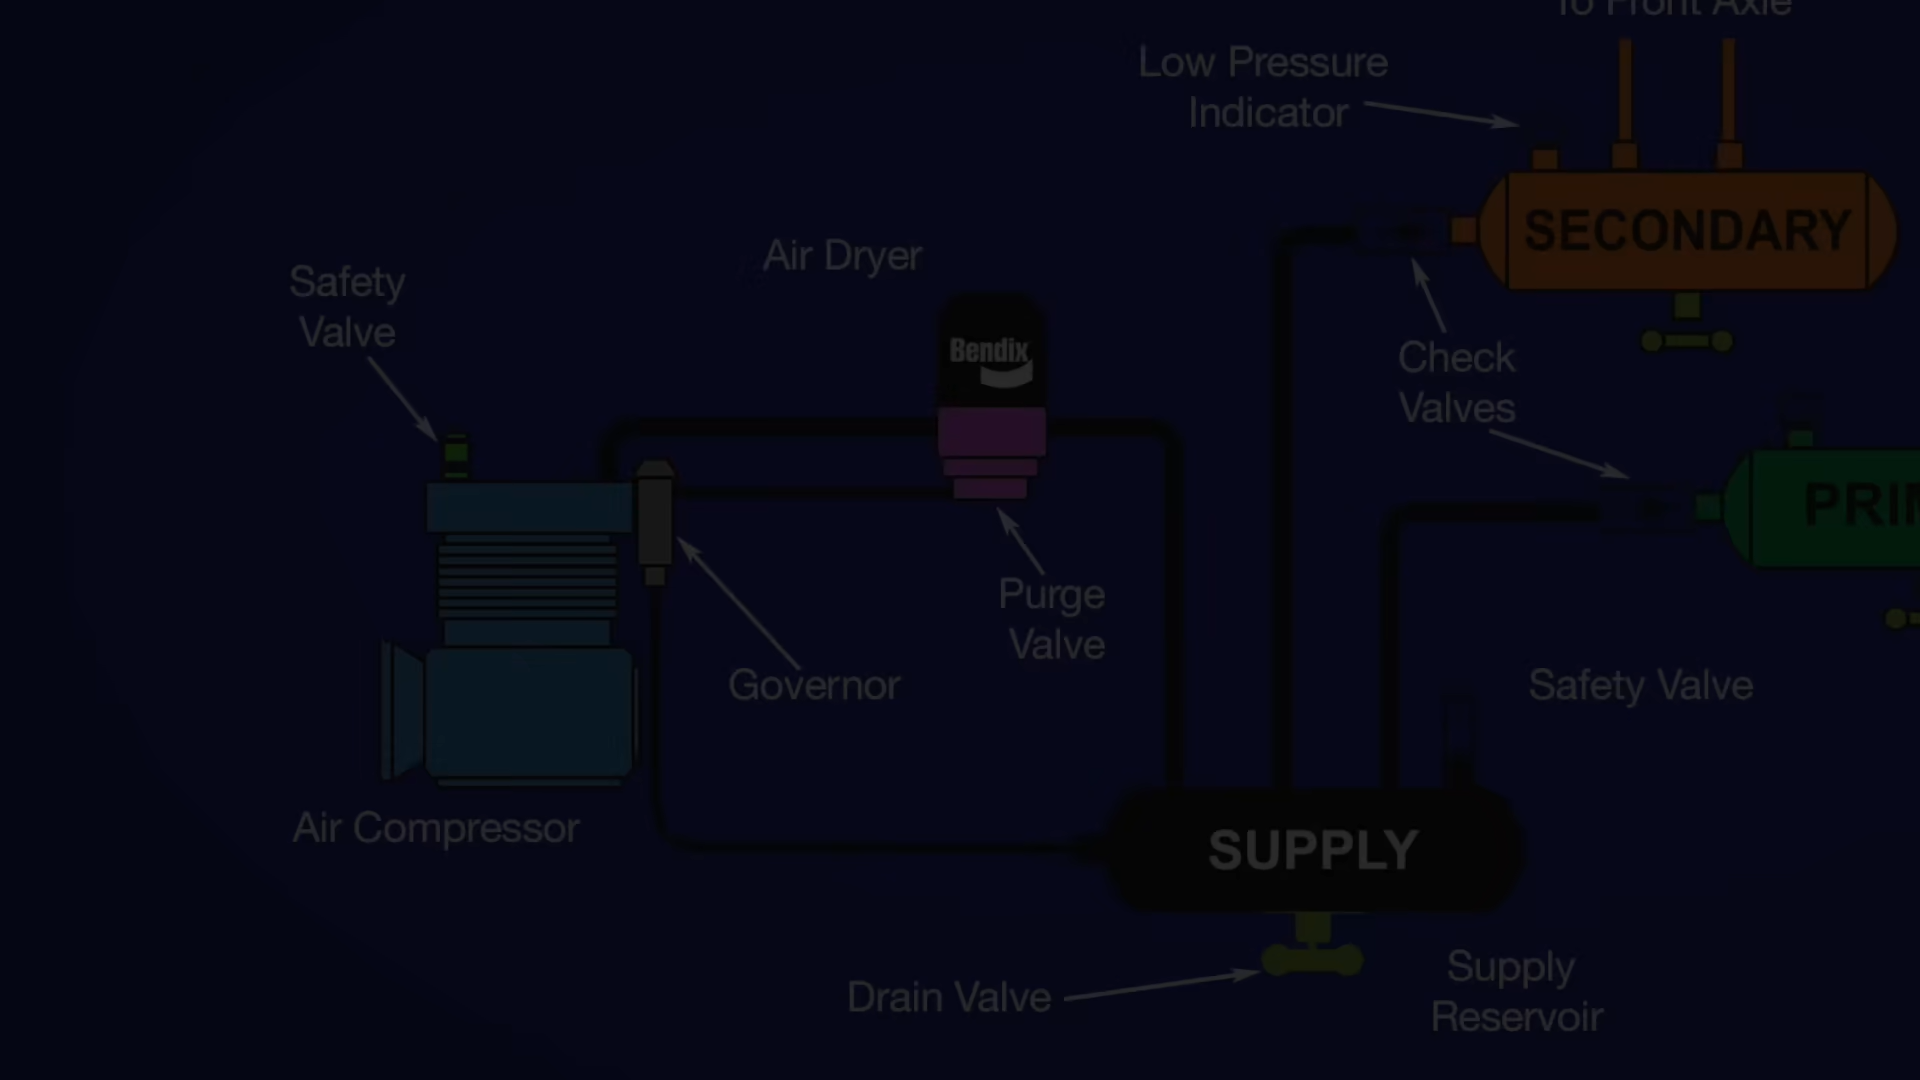 To Front Axle
Low Pressure
Indicator
SECONDARY
Air Dryer
Safety
Valve
Bendix
Check
Valves
PRIM
Purge
Valve
Governor
Safety Valve
Air Compressor
SUPPLY
Drain Valve
Supply
Reservoir